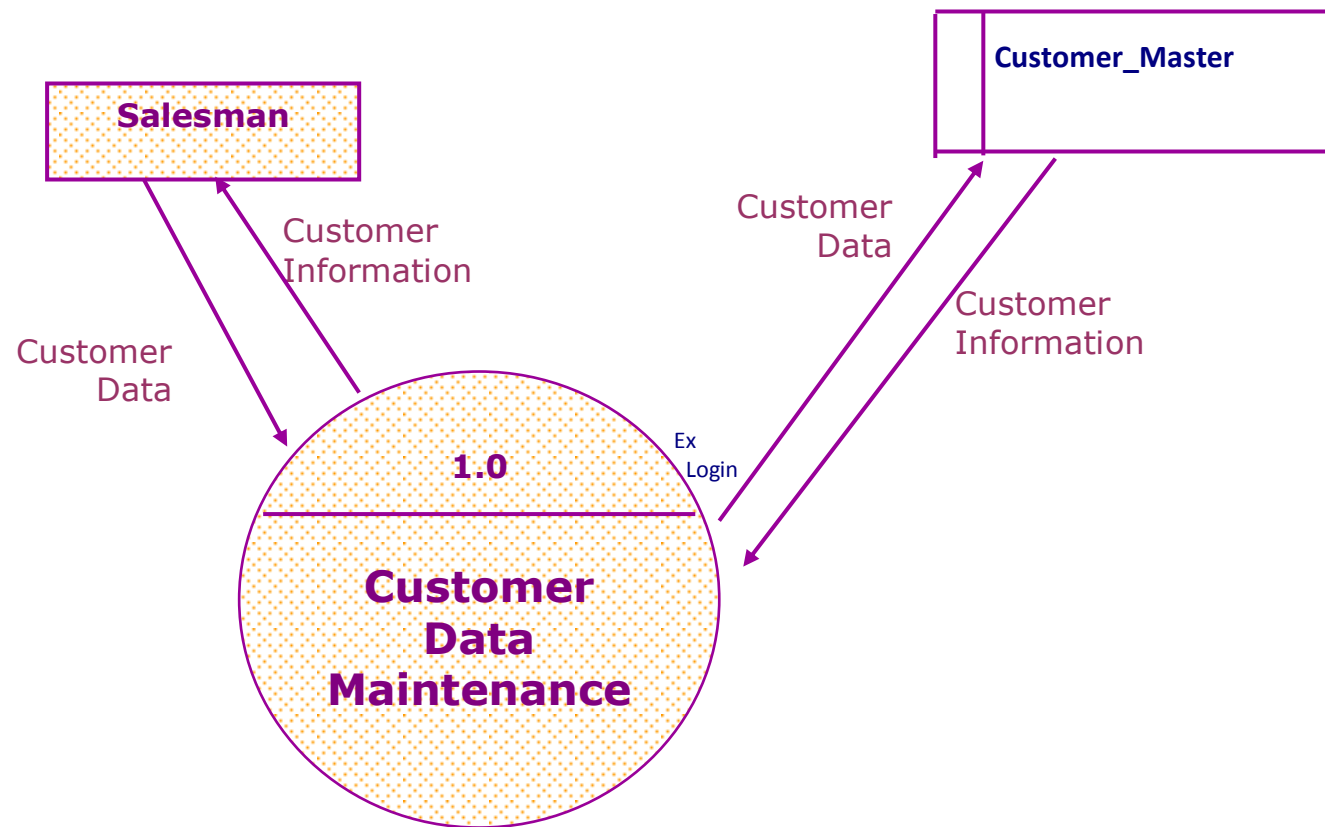 Customer_Master
Salesman
Customer
Data
Customer
Information
Customer
Information
Customer
Data
Ex
Login
1.0
Customer
Data
Maintenance